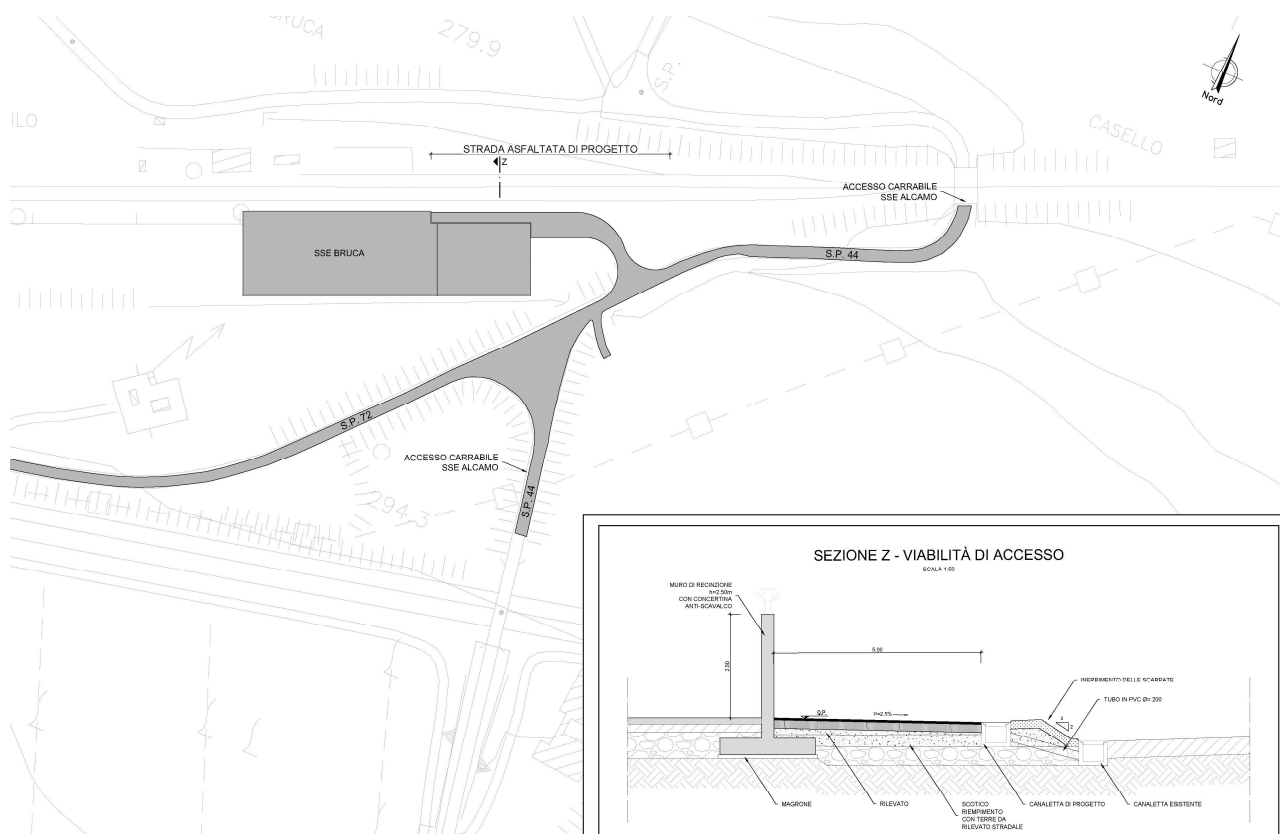 BRUCA
279.9
S.P.
Nord
ILO
CASELLO
STRADA ASFALTATA DI PROGETTO
Z
ACCESSO CARRABILE
SSE ALCAMO
SSE BRUCA
S.P. 44
S.P. 72
ACCESSO CARRABILE
SSE ALCAMO
S.P. 44
294.3
SEZIONE Z - VIABILITÀ DI ACCESSO
SCALA 1:50
MURO DI RECINZIONE
h=2.50m
CON CONCERTINA
ANTI-SCAVALCO
2.50
5.00
INERBIMENTO DELLE SCARPATE
TUBO IN PVC Ø= 200
3
2
P=2.5%
MAGRONE
RILEVATO
SCOTICO
RIEMPIMENTO
CON TERRE DA
RILEVATO STRADALE
CANALETTA DI PROGETTO
CANALETTA ESISTENTE